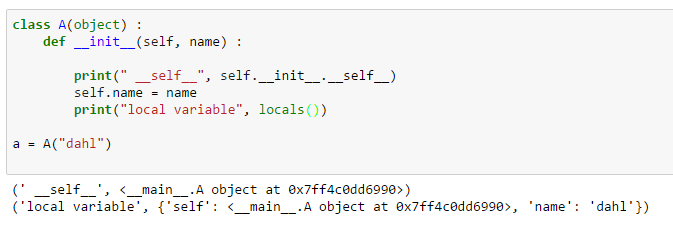 class A(object) :
    def __init__(self, name) :
        print(" __self__", self.__init__.__self__)
        self.name = name
        print("local variable", locals())
a = A("dahl")
(' __self__', <__main__.A object at 0x7ff4c0dd6990>)
('local variable', {'self': <__main__.A object at 0x7ff4c0dd6990>, 'name': 'dahl'})